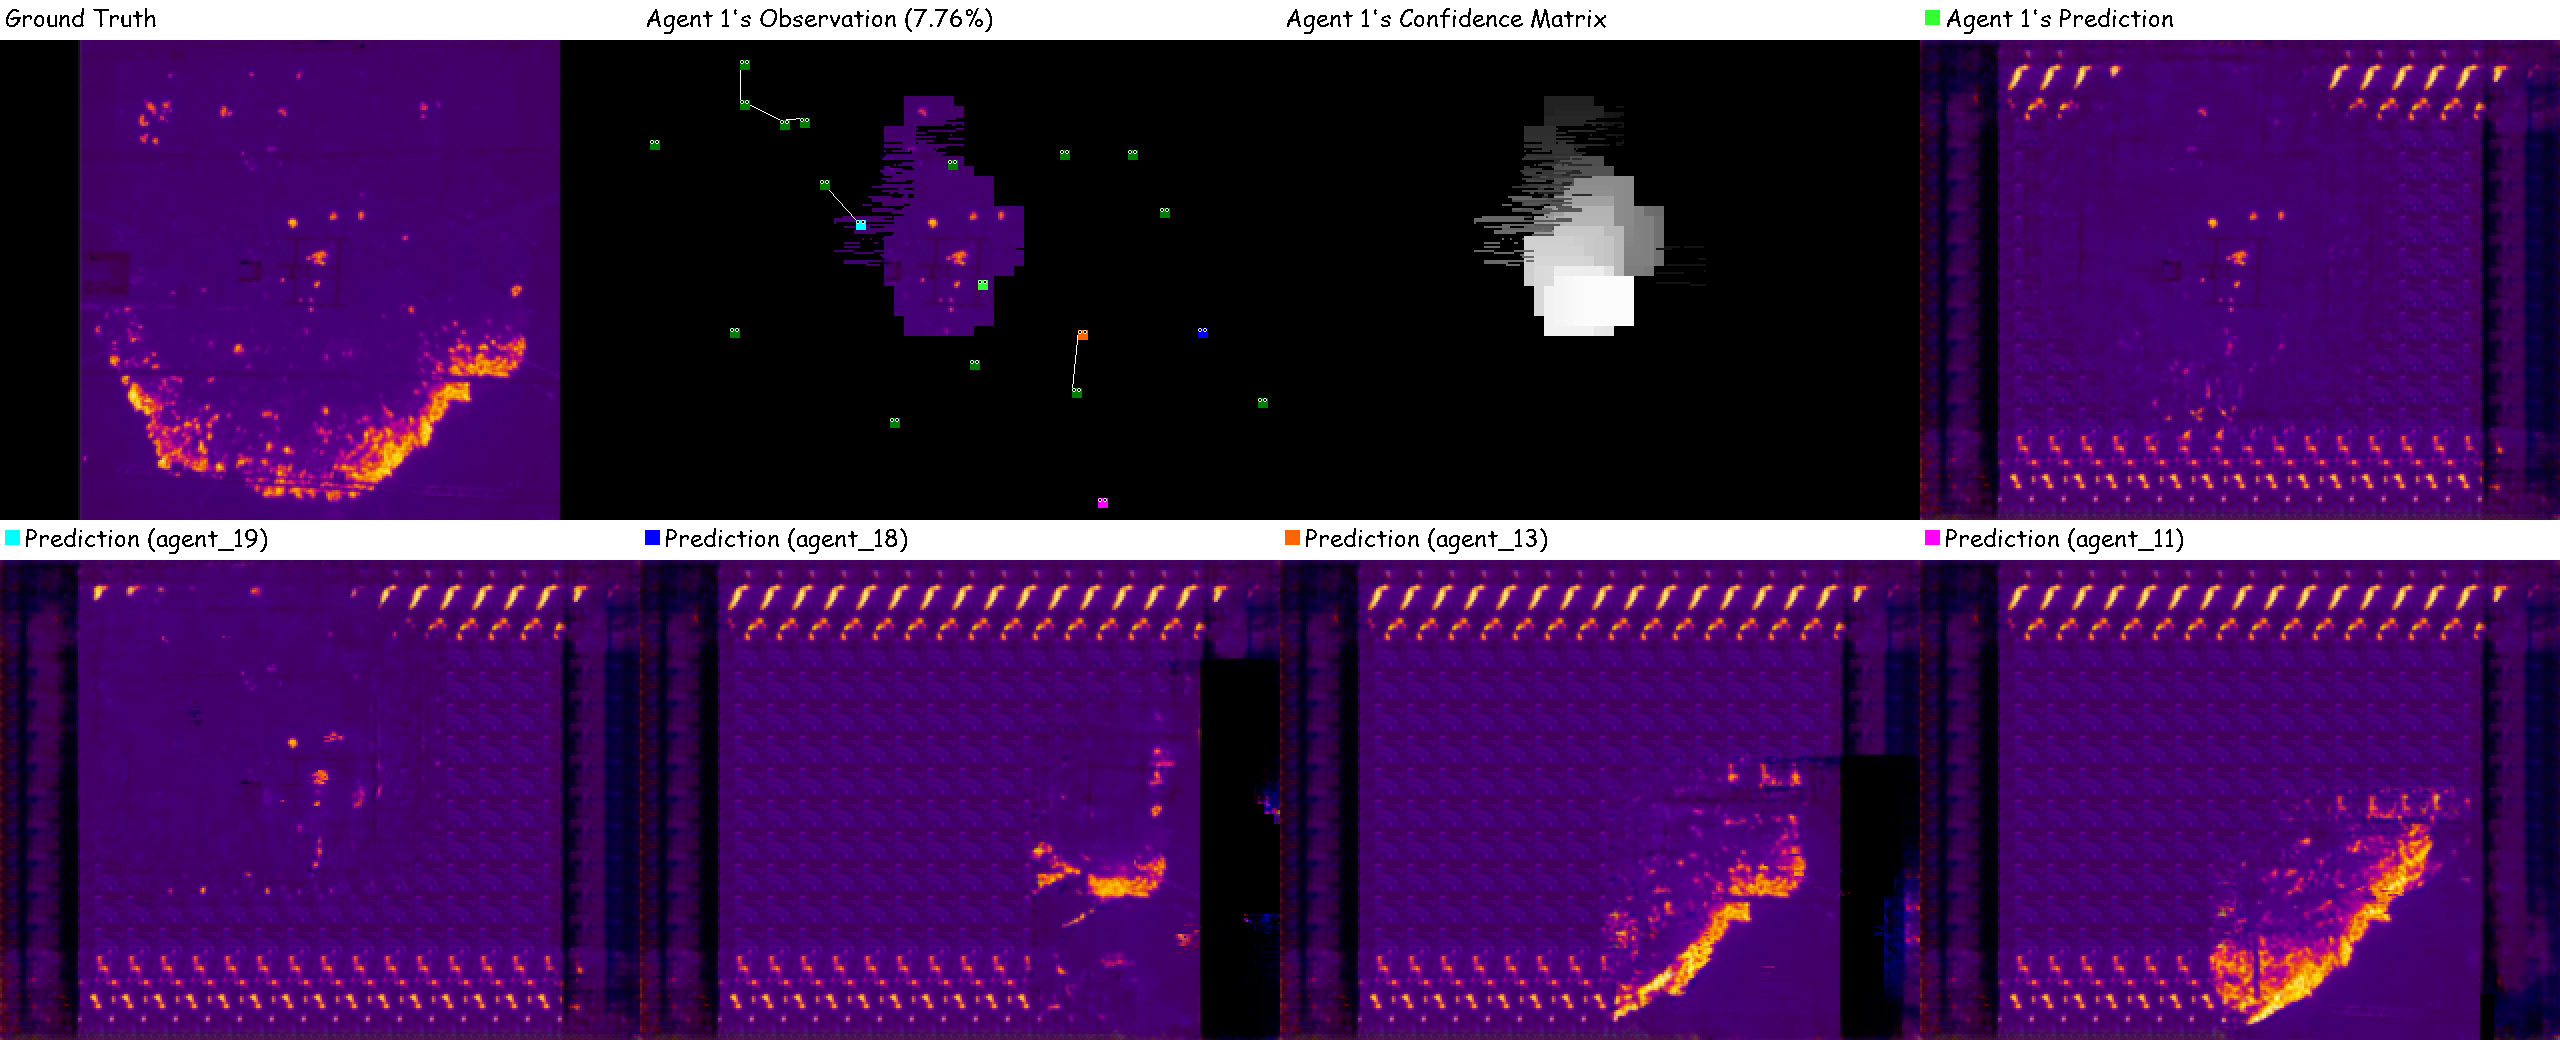 Ground Truth
Agent 1's Observation (7.76%)
Agent 1's Confidence Matrix
Agent 1's Prediction
Prediction (agent_19)
Prediction (agent_18)
Prediction (agent_13)
Prediction (agent_11)